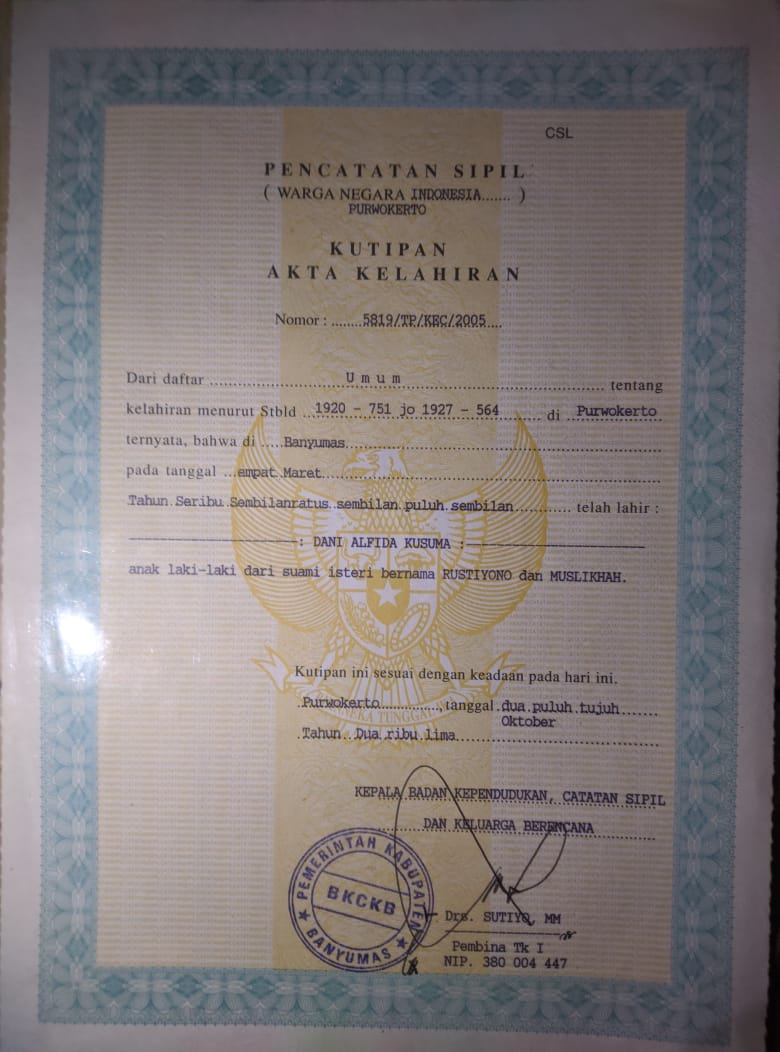 CSL
PENCATATAN SIPIL
( WARGA NEGARA INDONESIA....... )
PURWOKERTO
KUTIPAN
AKTA KELAHIRAN
Nomor : ........5819/TP/KEC/2005....
Dari daftar ........ U m u m ........ tentang
kelahiran menurut Stbld ...1920 - 751 jo 1927 - 564........ di ..Purwokerto
ternyata, bahwa di .....Banyumas........
pada tanggal ...empat Maret........
Tahun Seribu Sembilanratus sembilan puluh sembilan............ telah lahir :
-------------------: DANI ALFIDA KUSUMA :--------------------
anak laki-laki dari suami isteri bernama RUSTIYONO dan MUSLIKHAH.
Kutipan ini sesuai dengan keadaan pada hari ini.
Purwokerto..............., tanggal dua puluh tujuh
Oktober
Tahun Dua ribu lima........
TUNGGAL
KEPALA BADAN KEPENDUDUKAN, CATATAN SIPIL
DAN KELUARGA BERENCANA
PEMERINTAH KABUPATEN
BKCKB
BANYUMAS
Drs. SUTIYO, MM
Pembina Tk I
NIP. 380 004 447